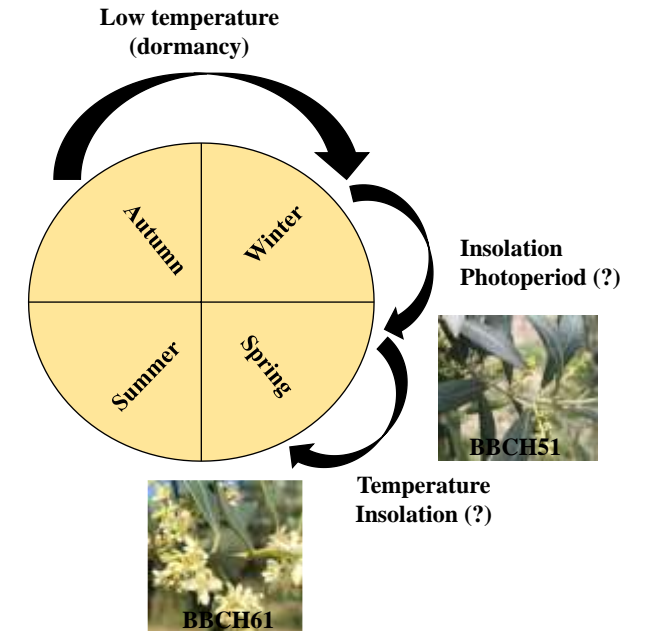 Low temperature
(dormancy)
Autumn
Winter
Insolation
Photoperiod (?)
Summer
Spring
BBCH51
Temperature
Insolation (?)
BBCH61